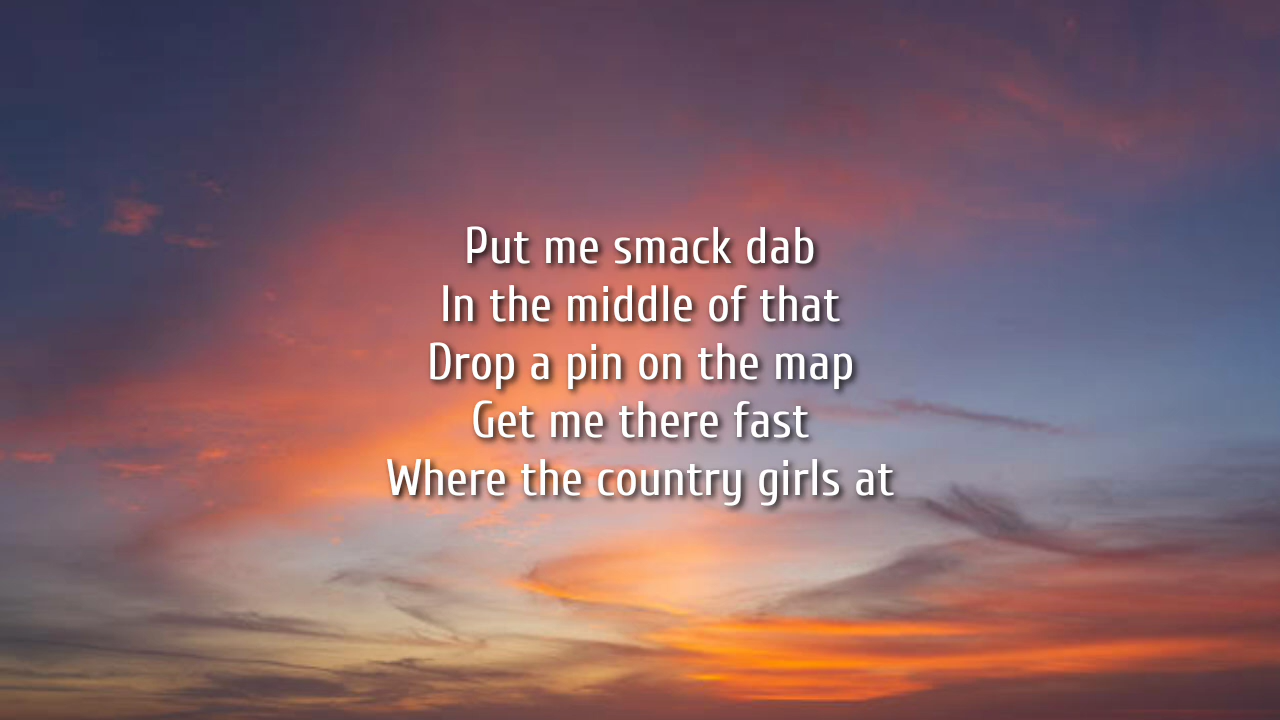 Put me smack dab
In the middle of that
Drop a pin on the map
Get me there fast
Where the country girls at